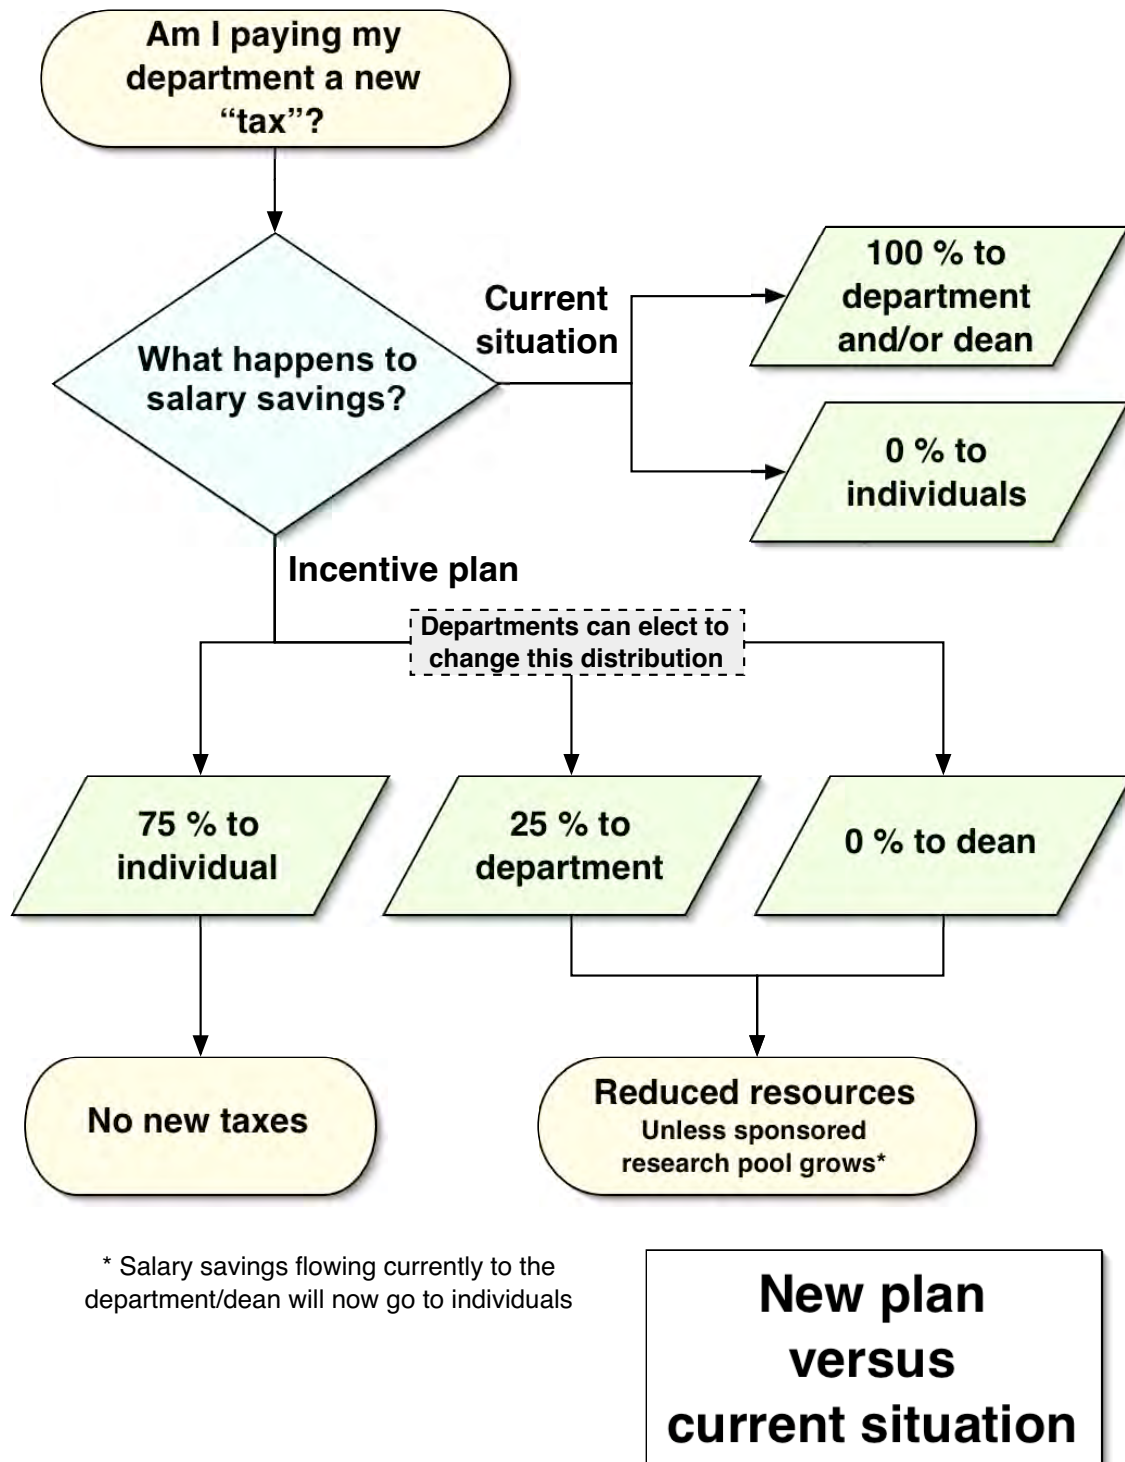 Am I paying my
department a new
“tax”?
What happens to
salary savings?
Current
situation
100 % to
department
and/or dean
0 % to
individuals
Incentive plan
Departments can elect to
change this distribution
75 % to
individual
25 % to
department
0 % to dean
No new taxes
Reduced resources
Unless sponsored
research pool grows*
* Salary savings flowing currently to the
department/dean will now go to individuals
New plan
versus
current situation